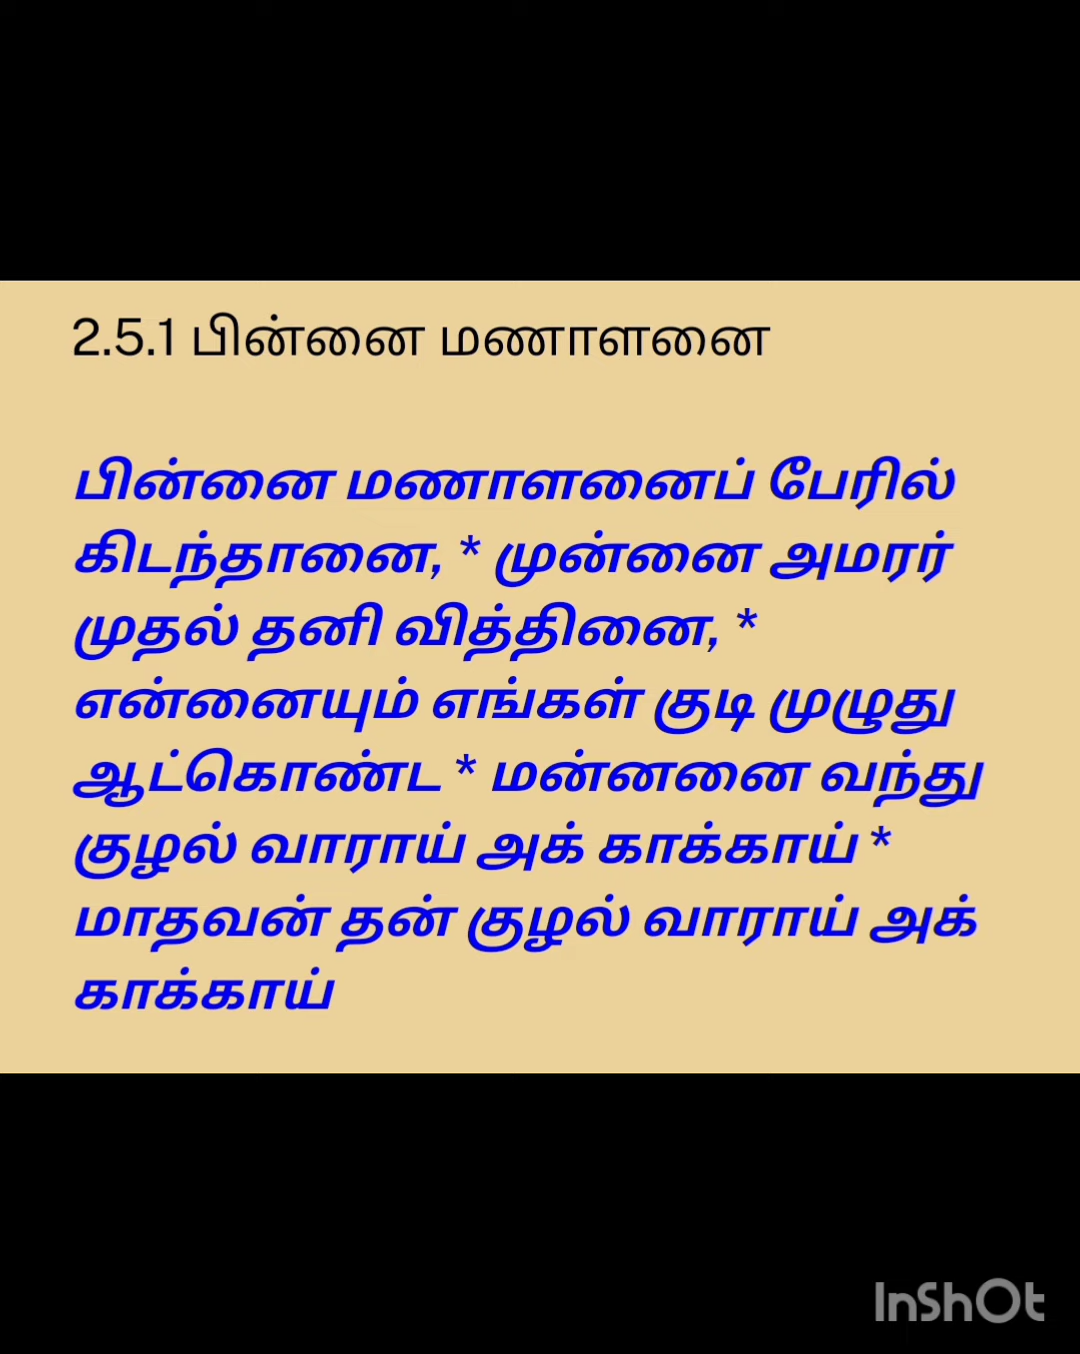 2.5.1 பின்னை மணாளனை
பின்னை மணாளனைப் பேரில்
கிடந்தானை, * முன்னை அமரர்
முதல் தனி வித்தினை, *
என்னையும் எங்கள் குடி முழுது
ஆட்கொண்ட * மன்னனை வந்து
குழல் வாராய் அக் காக்காய் *
மாதவன் தன் குழல் வாராய் அக்
காக்காய்
InShOt